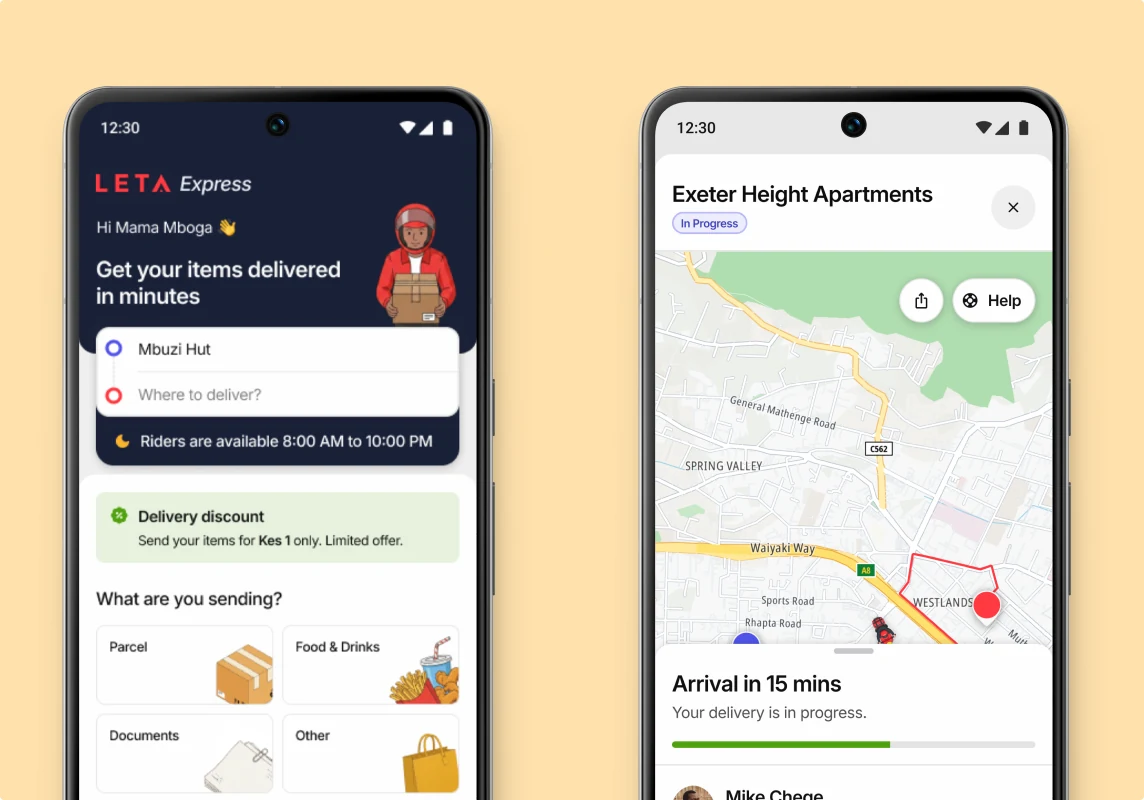 12:30
LETA Express
Hi Mama Mboga 👋
Get your items delivered
in minutes
Mbuzi Hut
Where to deliver?
Riders are available 8:00 AM to 10:00 PM
Delivery discount
Send your items for Kes 1 only. Limited offer.
What are you sending?
Parcel
Food & Drinks
Documents
Other
12:30
Exeter Height Apartments
In Progress
Help
General Mathenge Road
C562
SPRING VALLEY
Waiyaki Way
A8
Sports Road
WESTLANDS
Rhapta Road
Arrival in 15 mins
Your delivery is in progress.
Mike Chege